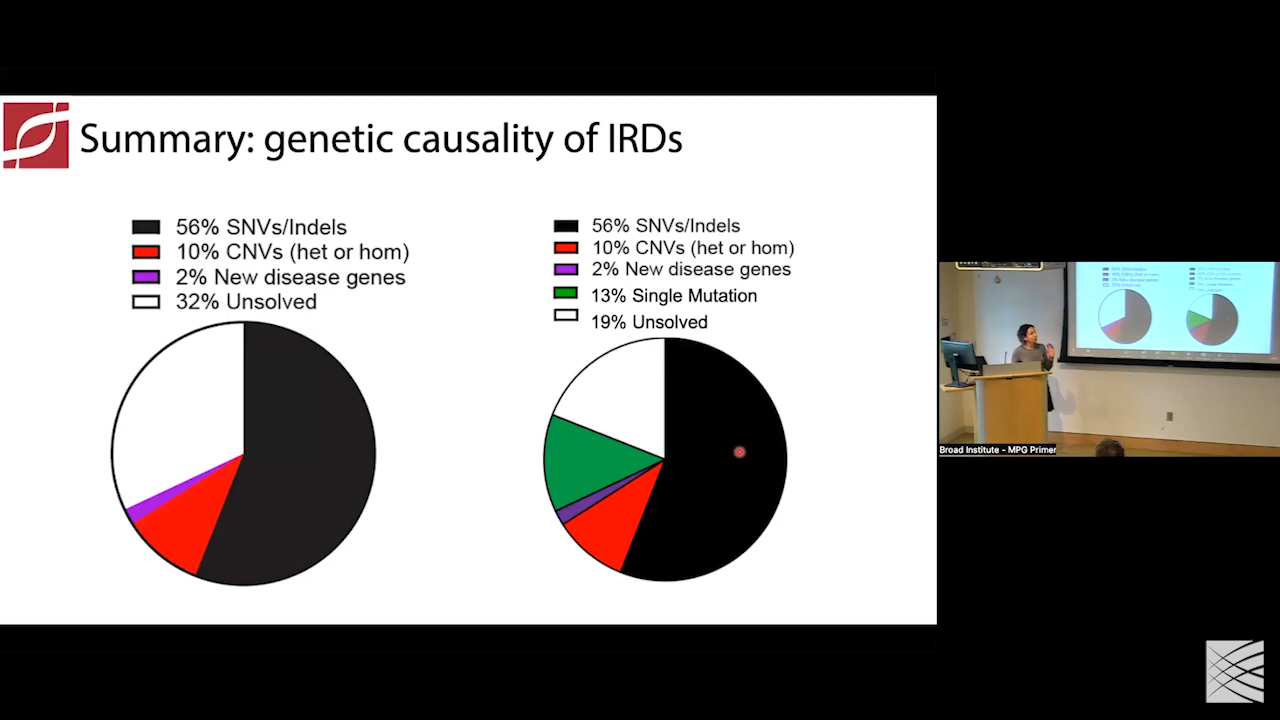 Summary: genetic causality of IRDs
56% SNVs/Indels
10% CNVs (het or hom)
2% New disease genes
32% Unsolved
56% SNVs/Indels
10% CNVs (het or hom)
2% New disease genes
13% Single Mutation
19% Unsolved
Broad Institute - MPG Primer